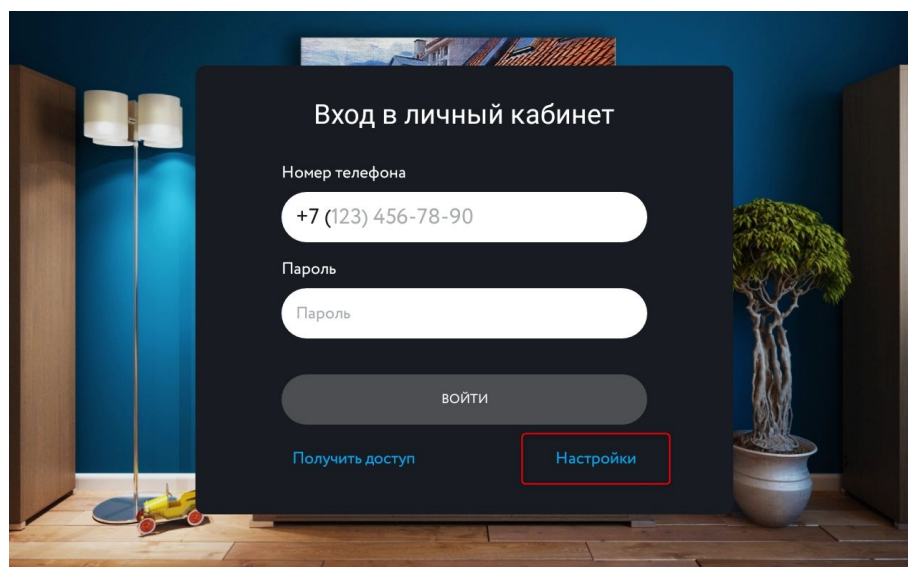 Вход в личный кабинет
Номер телефона
+7 (123) 456-78-90
Пароль
Пароль
ВОЙТИ
Получить доступ
Настройки